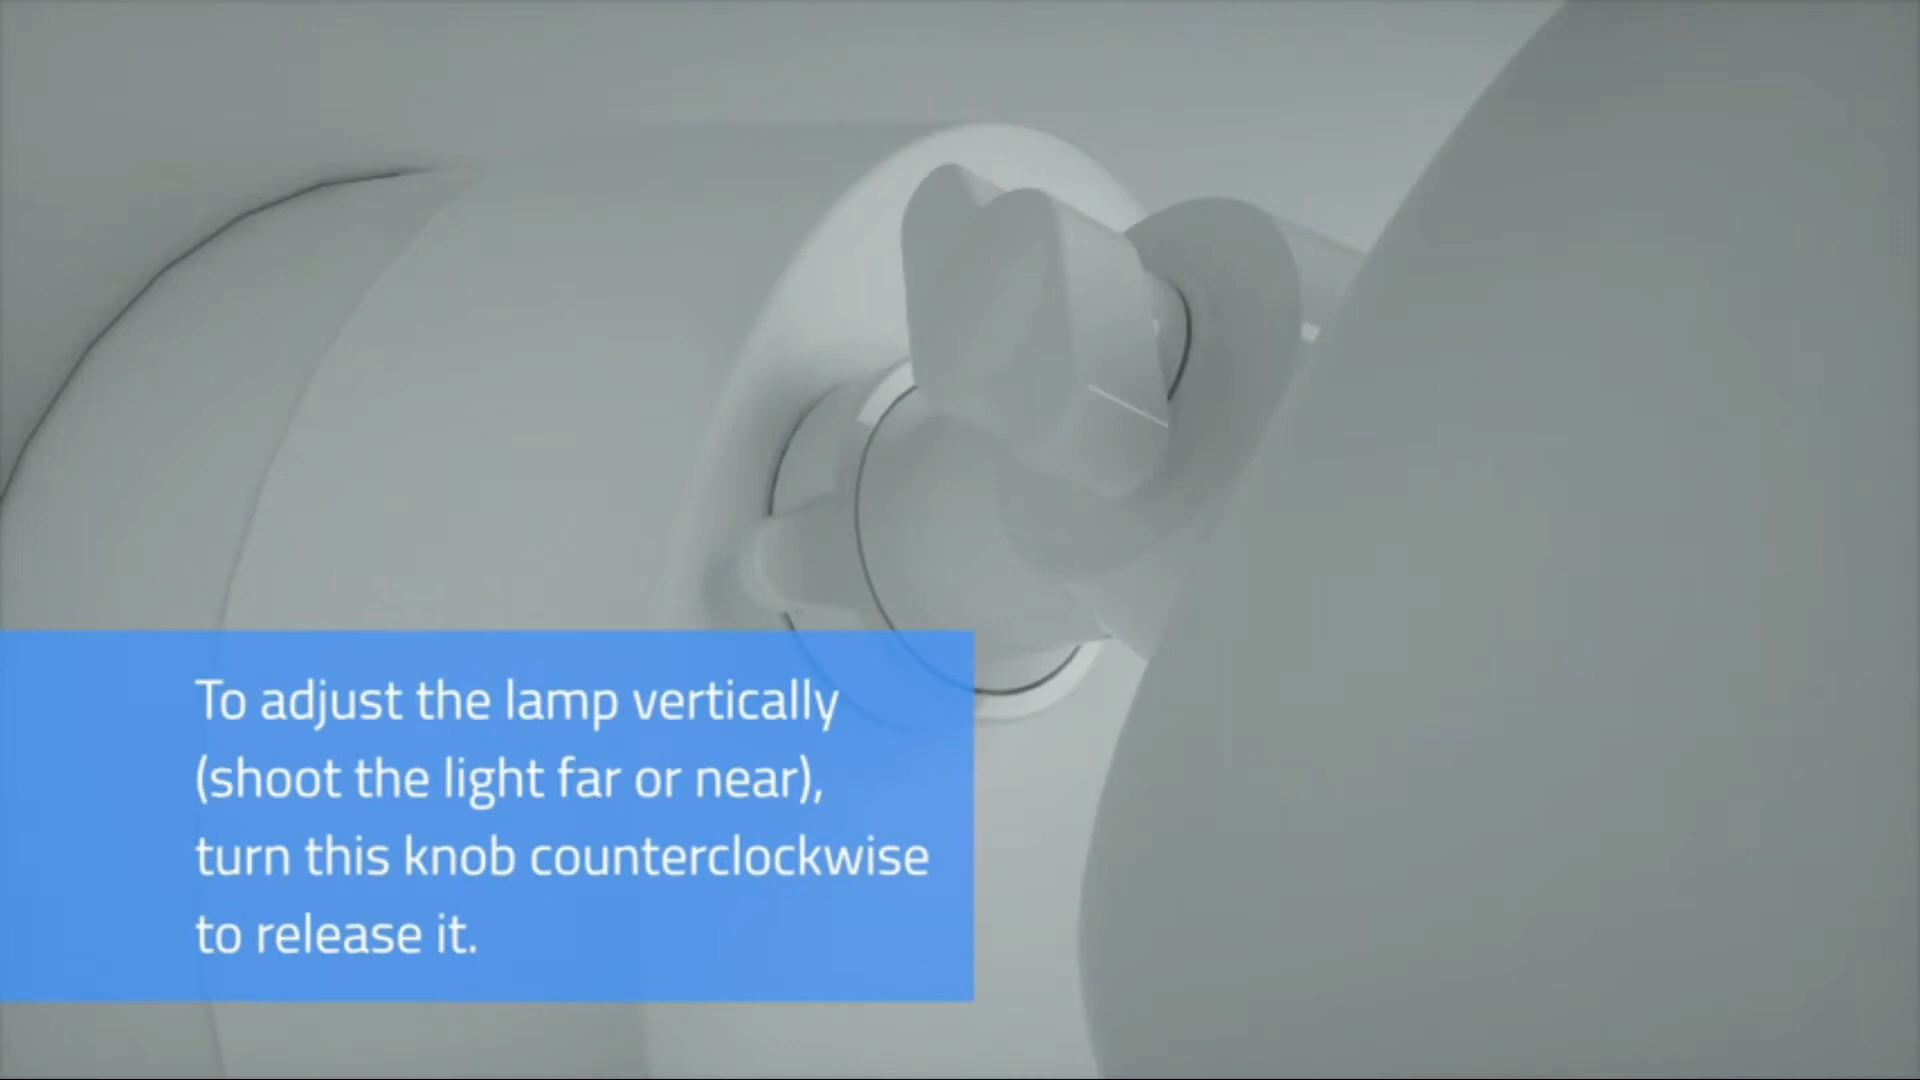 To adjust the lamp vertically
(shoot the light far or near),
turn this knob counterclockwise
to release it.